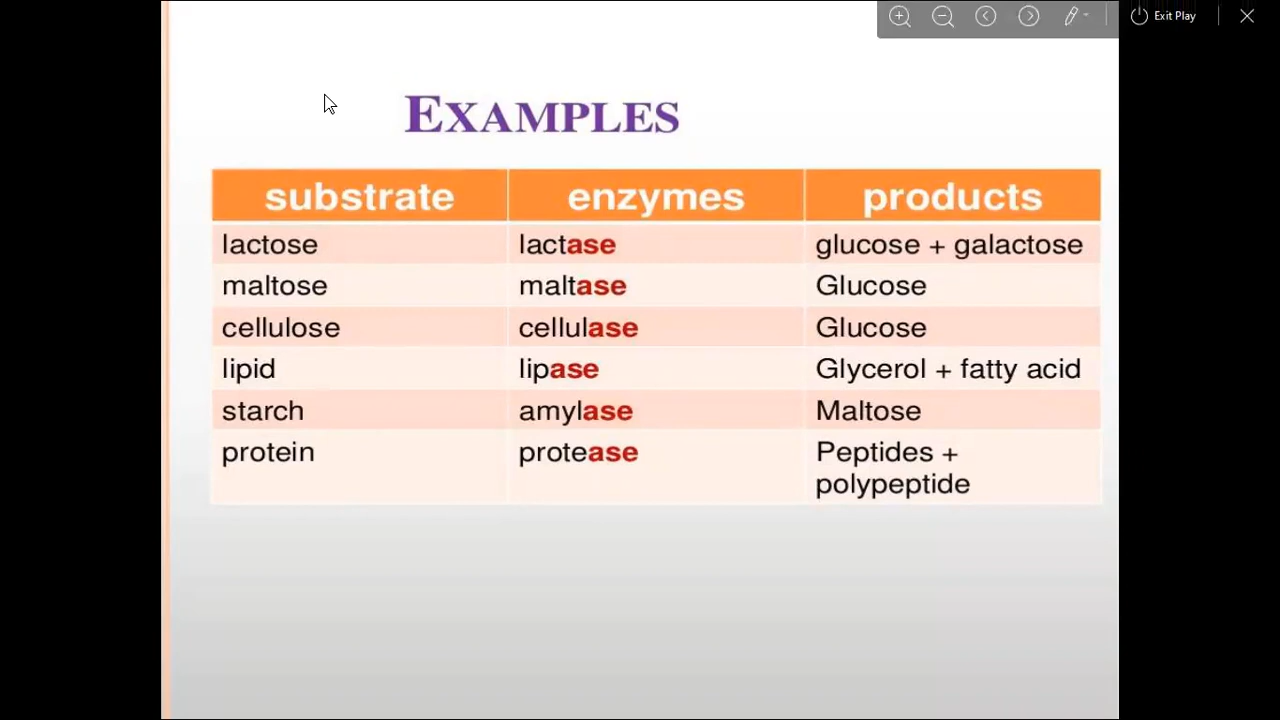 Exit Play
EXAMPLES
substrate enzymes products
lactose lactase glucose + galactose
maltose maltase Glucose
cellulose cellulase Glucose
lipid lipase Glycerol + fatty acid
starch amylase Maltose
protein protease Peptides +
polypeptide